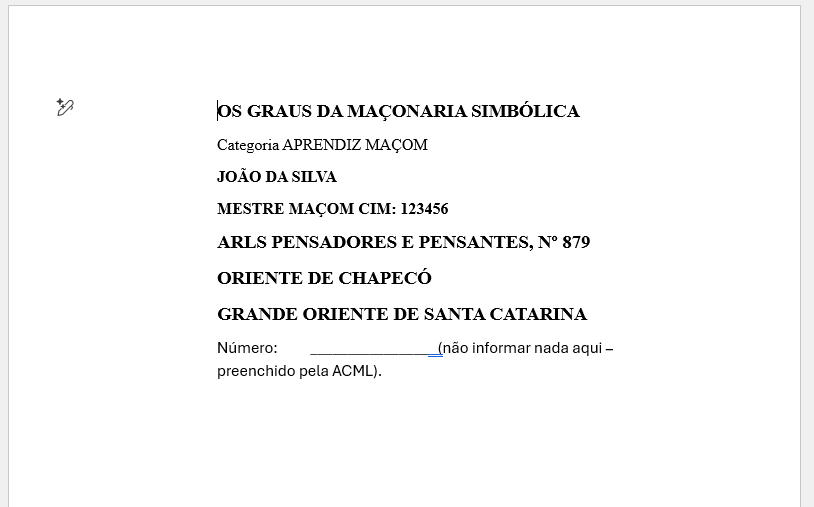 OS GRAUS DA MAÇONARIA SIMBÓLICA
Categoria APRENDIZ MAÇOM
JOÃO DA SILVA
MESTRE MAÇOM CIM: 123456
ARLS PENSADORES E PENSANTES, Nº 879
ORIENTE DE CHAPECÓ
GRANDE ORIENTE DE SANTA CATARINA
Número: __________________(não informar nada aqui –
preenchido pela ACML).